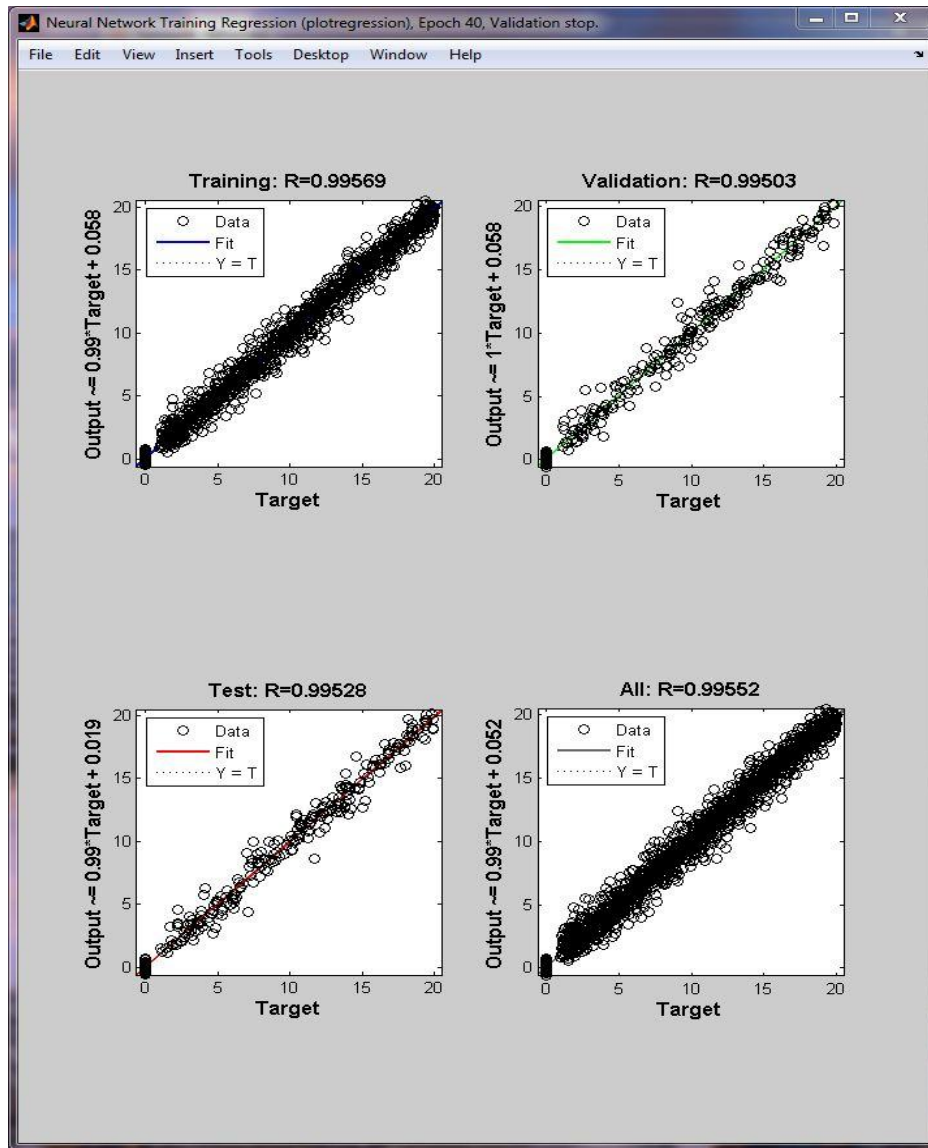 Neural Network Training Regression (plotregression), Epoch 40, Validation stop.
File Edit View Insert Tools Desktop Window Help
Training: R=0.99569
Output ~= 0.99*Target + 0.058
Data
Fit
Y = T
20
15
10
5
0
0 5 10 15 20
Target
Validation: R=0.99503
Output ~= 1*Target + 0.058
Data
Fit
Y = T
20
15
10
5
0
0 5 10 15 20
Target
Test: R=0.99528
Output ~= 0.99*Target + 0.019
Data
Fit
Y = T
20
15
10
5
0
0 5 10 15 20
Target
All: R=0.99552
Output ~= 0.99*Target + 0.052
Data
Fit
Y = T
20
15
10
5
0
0 5 10 15 20
Target